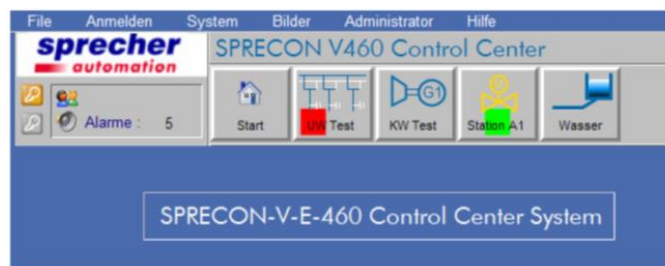 File Anmelden System Bilder Administrator Hilfe
sprecher
automation
SPRECON V460 Control Center
Alarme : 5
Start UW Test KW Test Station A1 Wasser
G1
SPRECON-V-E-460 Control Center System